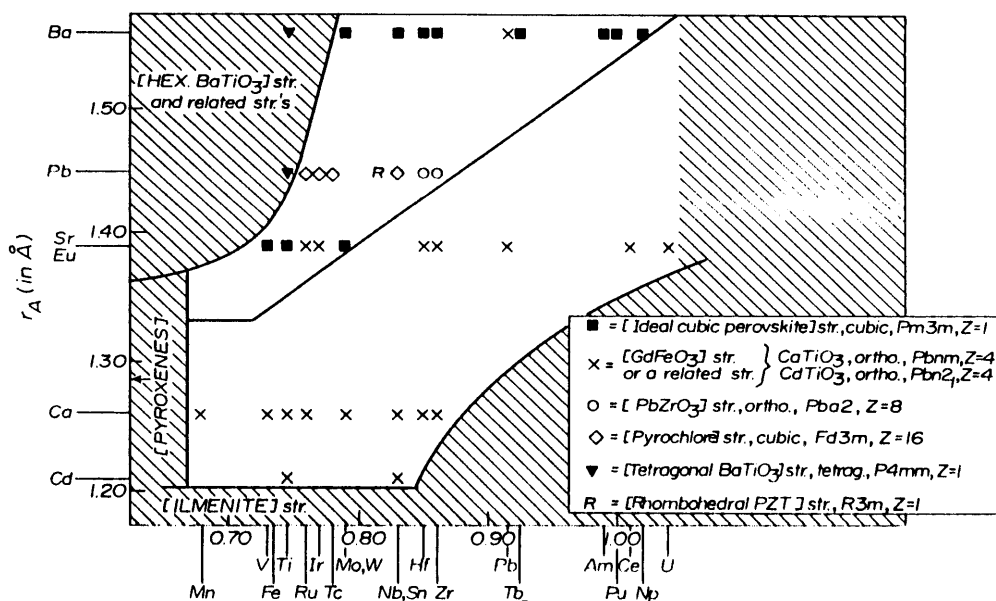 Ba
[HEX. BaTiO3] str.
and related str.'s
1.50
Pb
R
1.40
Sr
Eu
rA (in Å)
[PYROXENES]
1.30
Ca
Cd
1.20
[ILMENITE] str.
■ = [Ideal cubic perovskite] str., cubic, Pm3m, Z=1
× = [GdFeO3] str. or a related str. } CaTiO3, ortho., Pbnm, Z=4
CdTiO3, ortho., Pbn21, Z=4
○ = [PbZrO3] str., ortho., Pba2, Z=8
◇ = [Pyrochlore] str., cubic, Fd3m, Z=16
▼ = [Tetragonal BaTiO3] str., tetrag., P4mm, Z=1
R = [Rhombohedral PZT] str., R3m, Z=1
0.70 0.80 0.90 1.00
V Ti Ir Mo,W Hf Pb Am Ce U
Mn Fe Ru Tc Nb,Sn Zr Tb Pu Np